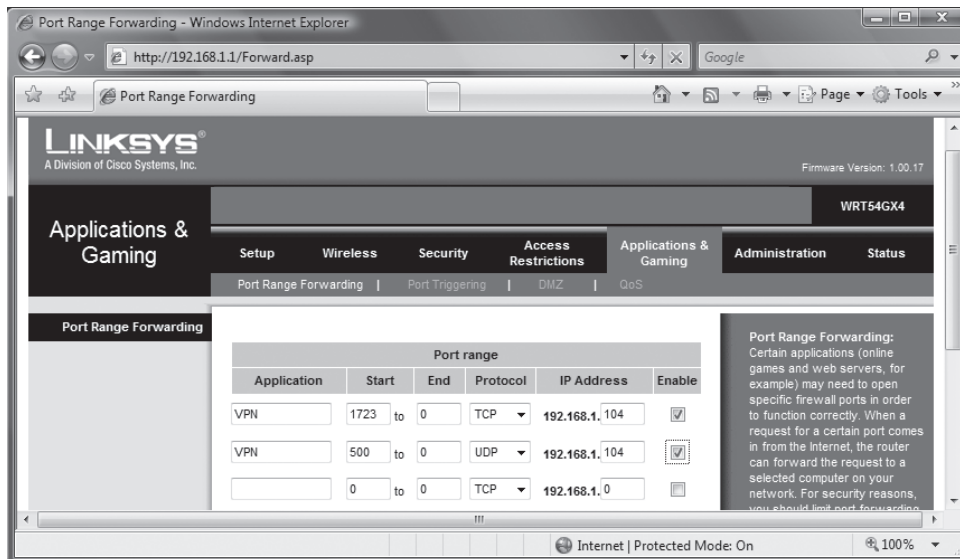 Port Range Forwarding - Windows Internet Explorer
http://192.168.1.1/Forward.asp
Google
Port Range Forwarding
Page
Tools
LINKSYS®
A Division of Cisco Systems, Inc.
Firmware Version: 1.00.17
WRT54GX4
Applications &
Gaming
Setup
Wireless
Security
Access
Restrictions
Applications &
Gaming
Administration
Status
Port Range Forwarding | Port Triggering | DMZ | QoS
Port Range Forwarding
Port range
Application Start End Protocol IP Address Enable
VPN 1723 to 0 TCP 192.168.1. 104
VPN 500 to 0 UDP 192.168.1. 104
0 to 0 TCP 192.168.1. 0
Port Range Forwarding:
Certain applications (online
games and web servers, for
example) may need to open
specific firewall ports in order
to function correctly. When a
request for a certain port comes
in from the Internet, the router
can forward the request to a
selected computer on your
network. For security reasons,
you should limit port forwarding
Internet | Protected Mode: On
100%